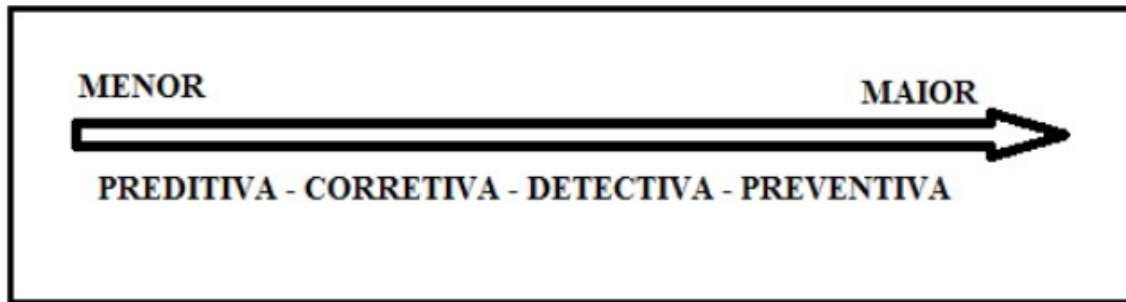 MENOR
MAIOR
PREDITIVA - CORRETIVA - DETECTIVA - PREVENTIVA